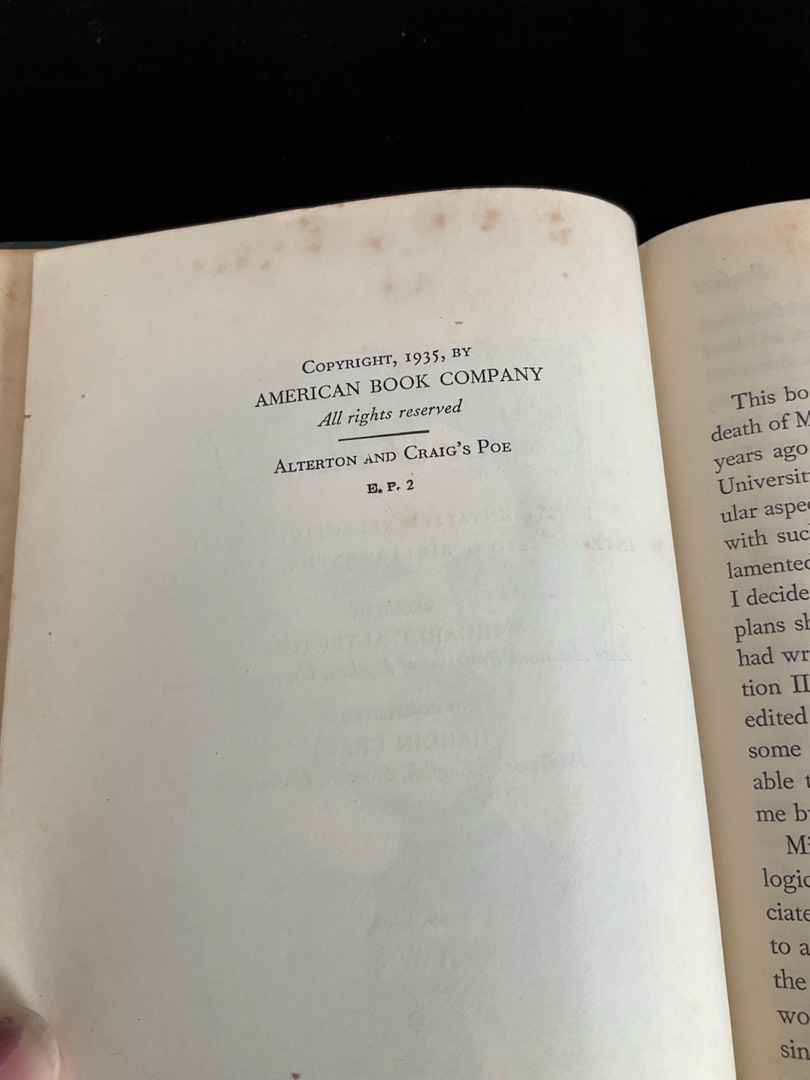 Copyright, 1935, by
AMERICAN BOOK COMPANY
All rights reserved
Alterton and Craig's Poe
E. P. 2
This bo
death of M
years ago
Universit
ular aspe
with suc
lamented
I decide
plans sh
had wr
tion II
edited
some
able t
me b
Mi
logic
ciate
to a
the
wo
sin